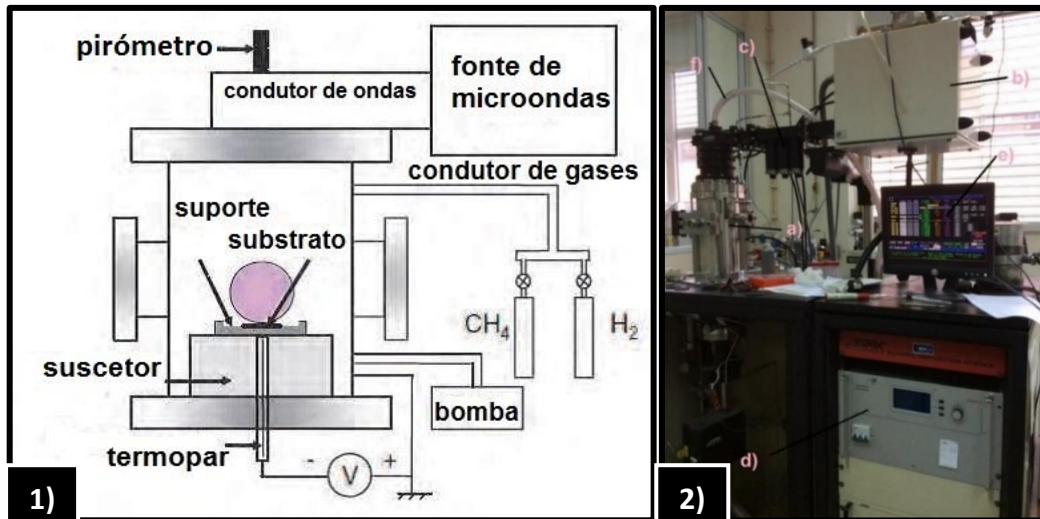 pirómetro
condutor de ondas
fonte de
microondas
condutor de gases
suporte
substrato
CH4
H2
suscetor
bomba
termopar
- V +
1)
f)
c)
b)
e)
a)
d)
2)